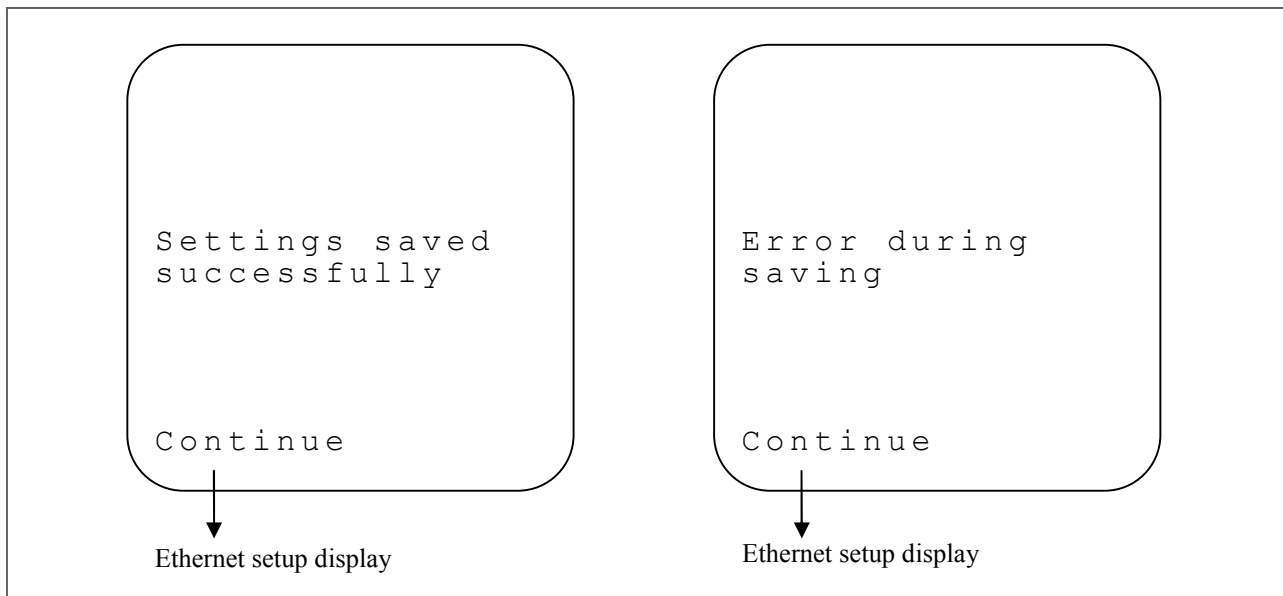 Settings saved
successfully
Continue
Ethernet setup display
Error during
saving
Continue
Ethernet setup display